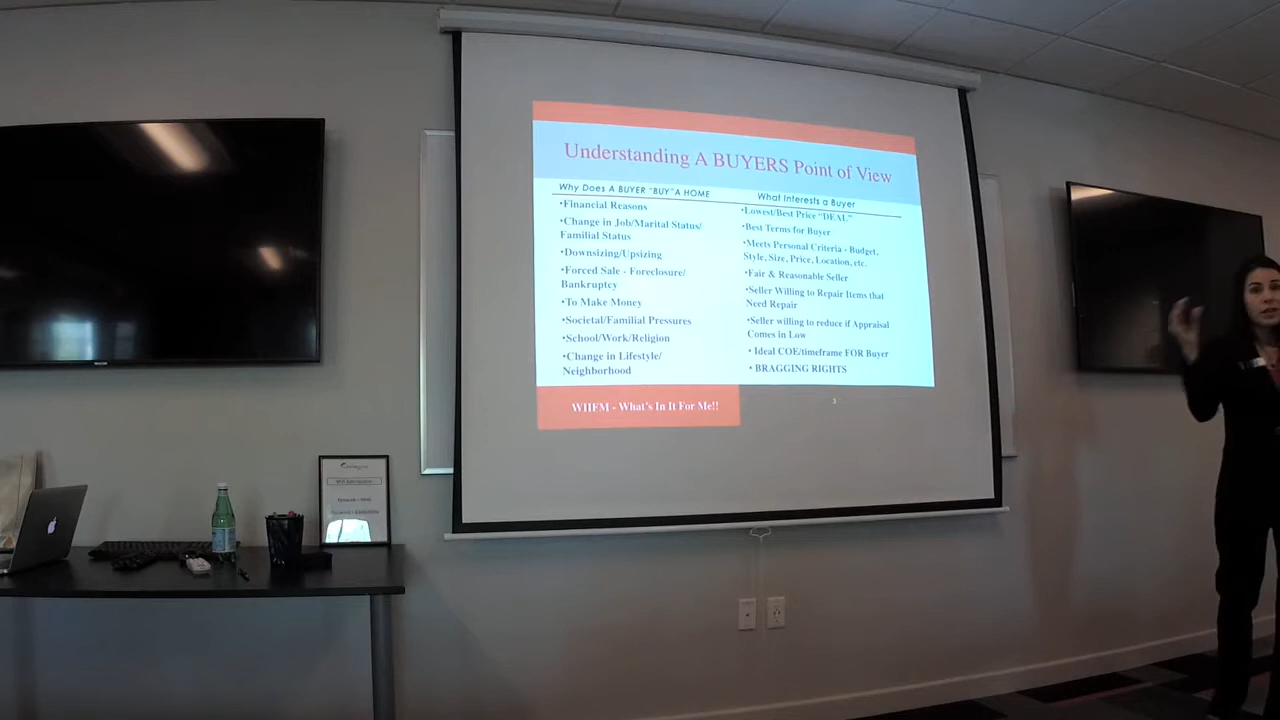 Understanding A BUYERS Point of View
Why Does A BUYER "BUY" A HOME
•Financial Reasons
•Change in Job/Marital Status/
Familial Status
•Downsizing/Upsizing
•Forced Sale - Foreclosure/
Bankruptcy
•To Make Money
•Societal/Familial Pressures
•School/Work/Religion
•Change in Lifestyle/
Neighborhood
What Interests a Buyer
•Lowest/Best Price "DEAL"
•Best Terms for Buyer
•Meets Personal Criteria - Budget,
Style, Size, Price, Location, etc.
•Fair & Reasonable Seller
•Seller Willing to Repair Items that
Need Repair
•Seller willing to reduce if Appraisal
Comes in Low
• Ideal COE/timeframe FOR Buyer
• BRAGGING RIGHTS
WIIFM - What's In It For Me!!
3